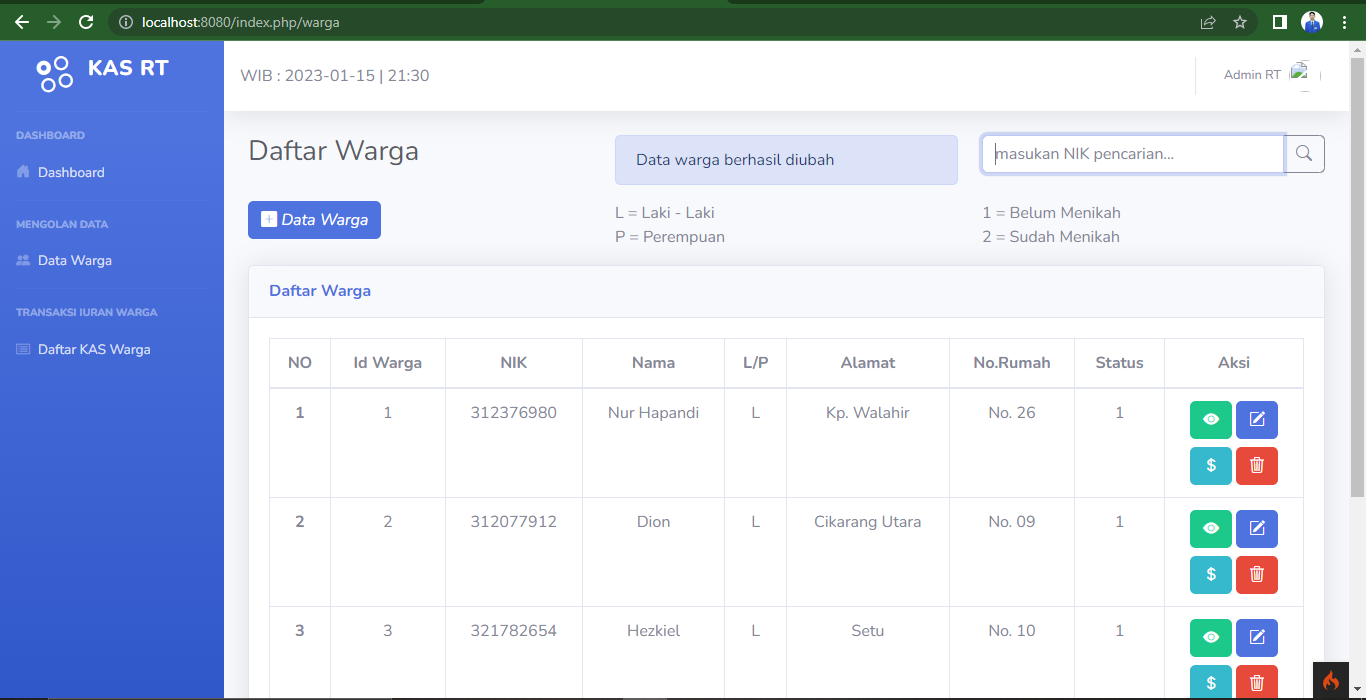 localhost:8080/index.php/warga
KAS RT
WIB : 2023-01-15 | 21:30
Admin RT
DASHBOARD
Dashboard
MENGOLAN DATA
Data Warga
TRANSAKSI IURAN WARGA
Daftar KAS Warga
Daftar Warga
Data warga berhasil diubah
masukan NIK pencarian...
Data Warga
L = Laki - Laki
P = Perempuan
1 = Belum Menikah
2 = Sudah Menikah
Daftar Warga
NO Id Warga NIK Nama L/P Alamat No.Rumah Status Aksi
1 1 312376980 Nur Hapandi L Kp. Walahir No. 26 1
$
2 2 312077912 Dion L Cikarang Utara No. 09 1
$
3 3 321782654 Hezkiel L Setu No. 10 1
$